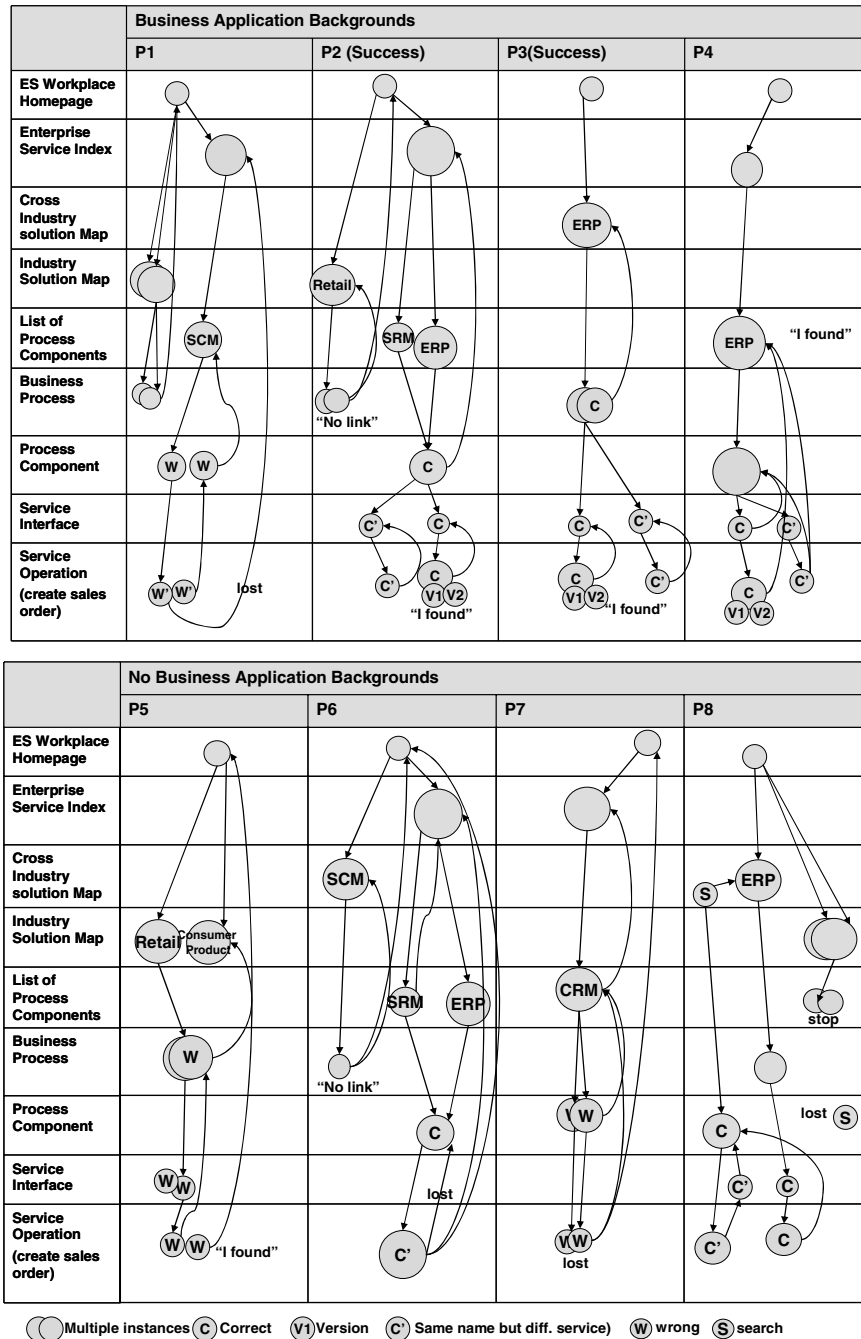 Business Application Backgrounds
P1
P2 (Success)
P3(Success)
P4
ES Workplace
Homepage
Enterprise
Service Index
Cross
Industry
solution Map
ERP
Industry
Solution Map
Retail
List of
Process
Components
SCM
SRM
ERP
ERP
"I found"
Business
Process
"No link"
C
Process
Component
W
W
C
Service
Interface
C'
C
C
C'
C
C'
Service
Operation
(create sales
order)
W'
W'
lost
C'
C
V1
V2
"I found"
C
V1
V2
C'
"I found"
C
V1
V2
C'
No Business Application Backgrounds
P5
P6
P7
P8
ES Workplace
Homepage
Enterprise
Service Index
Cross
Industry
solution Map
SCM
S
ERP
Industry
Solution Map
Retail
Consumer
Product
List of
Process
Components
SRM
ERP
CRM
stop
Business
Process
W
"No link"
Process
Component
C
W
W
C
lost
S
Service
Interface
W
W
lost
C'
C
Service
Operation
(create sales
order)
W
W
"I found"
C'
W
W
lost
C'
C
Multiple instances
C
Correct
V1
Version
C'
Same name but diff. service)
W
wrong
S
search